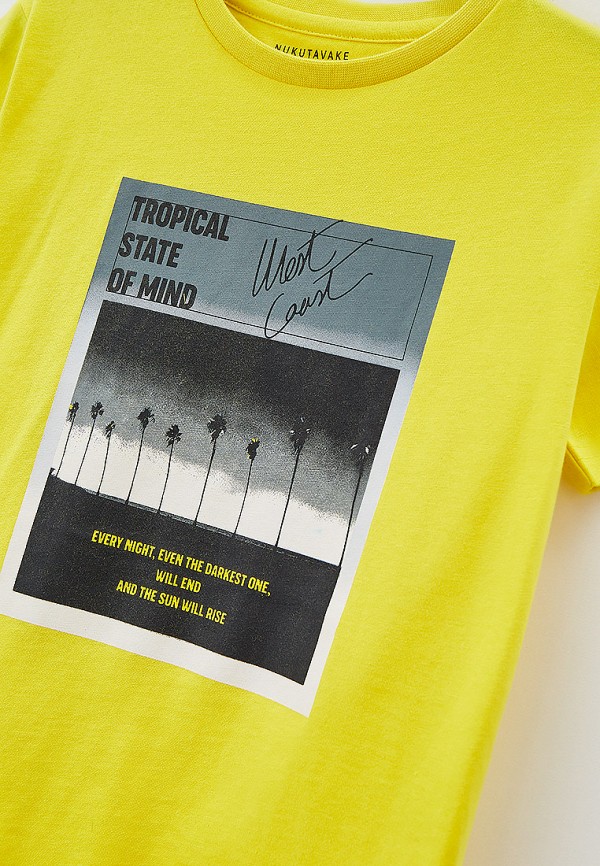 NUKUTAVAKE
TROPICAL
STATE
OF MIND
West
Coast
EVERY NIGHT, EVEN THE DARKEST ONE,
WILL END
AND THE SUN WILL RISE